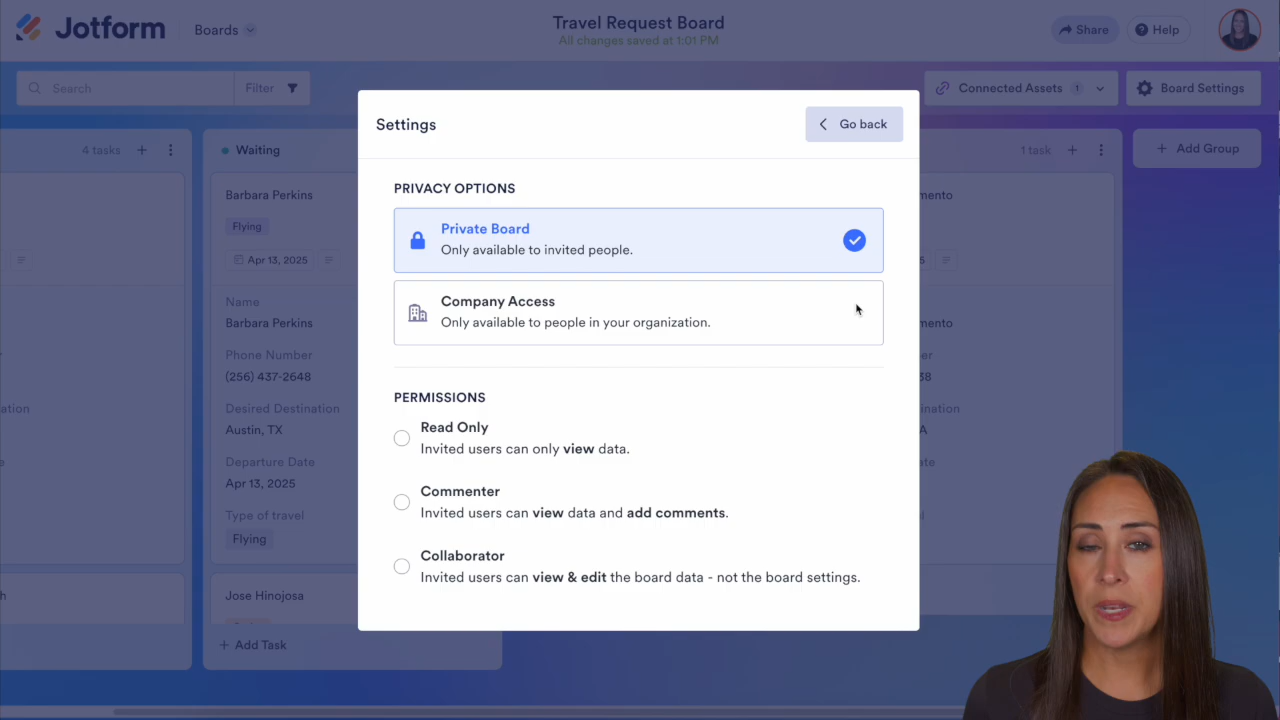 Jotform
Boards
Travel Request Board
All changes saved at 1:01 PM
Share
Help
Search
Filter
Connected Assets 1
Board Settings
4 tasks
Waiting
1 task
Add Group
Barbara Perkins
Flying
Apr 13, 2025
Name
Barbara Perkins
Phone Number
(256) 437-2648
Desired Destination
Austin, TX
Departure Date
Apr 13, 2025
Type of travel
Flying
Jose Hinojosa
+ Add Task
Settings
Go back
PRIVACY OPTIONS
Private Board
Only available to invited people.
Company Access
Only available to people in your organization.
PERMISSIONS
Read Only
Invited users can only view data.
Commenter
Invited users can view data and add comments.
Collaborator
Invited users can view & edit the board data - not the board settings.